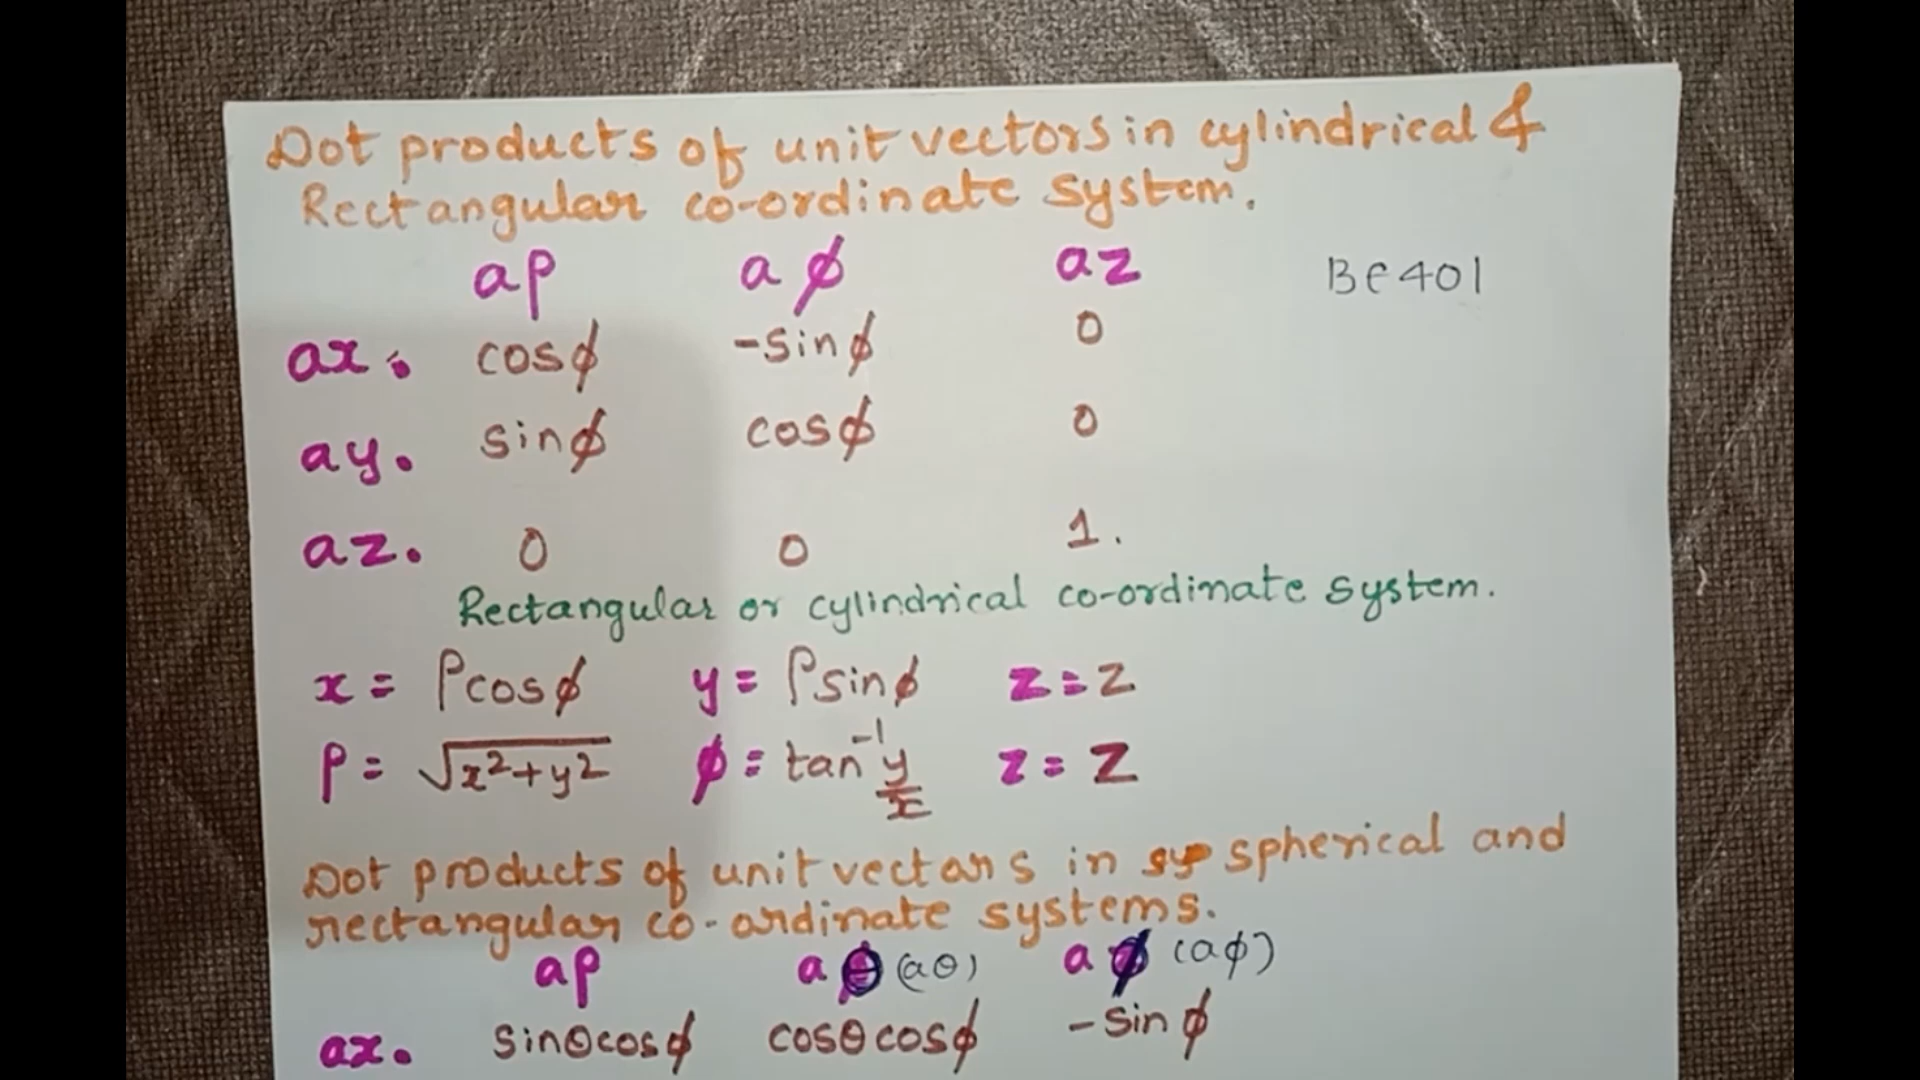 Dot products of unit vectors in cylindrical &
Rectangular co-ordinate system.
aρ aϕ az BE401
ax. cosϕ -sinϕ 0
ay. sinϕ cosϕ 0
az. 0 0 1.
Rectangular or cylindrical co-ordinate system.
x = ρcosϕ y = ρsinϕ z = z
ρ = √x²+y² ϕ = tan⁻¹ y/x z = z
Dot products of unit vectors in spherical and
rectangular co-ordinate systems.
aρ aθ (aθ) aϕ (aϕ)
ax. sinθcosϕ cosθcosϕ -sinϕ